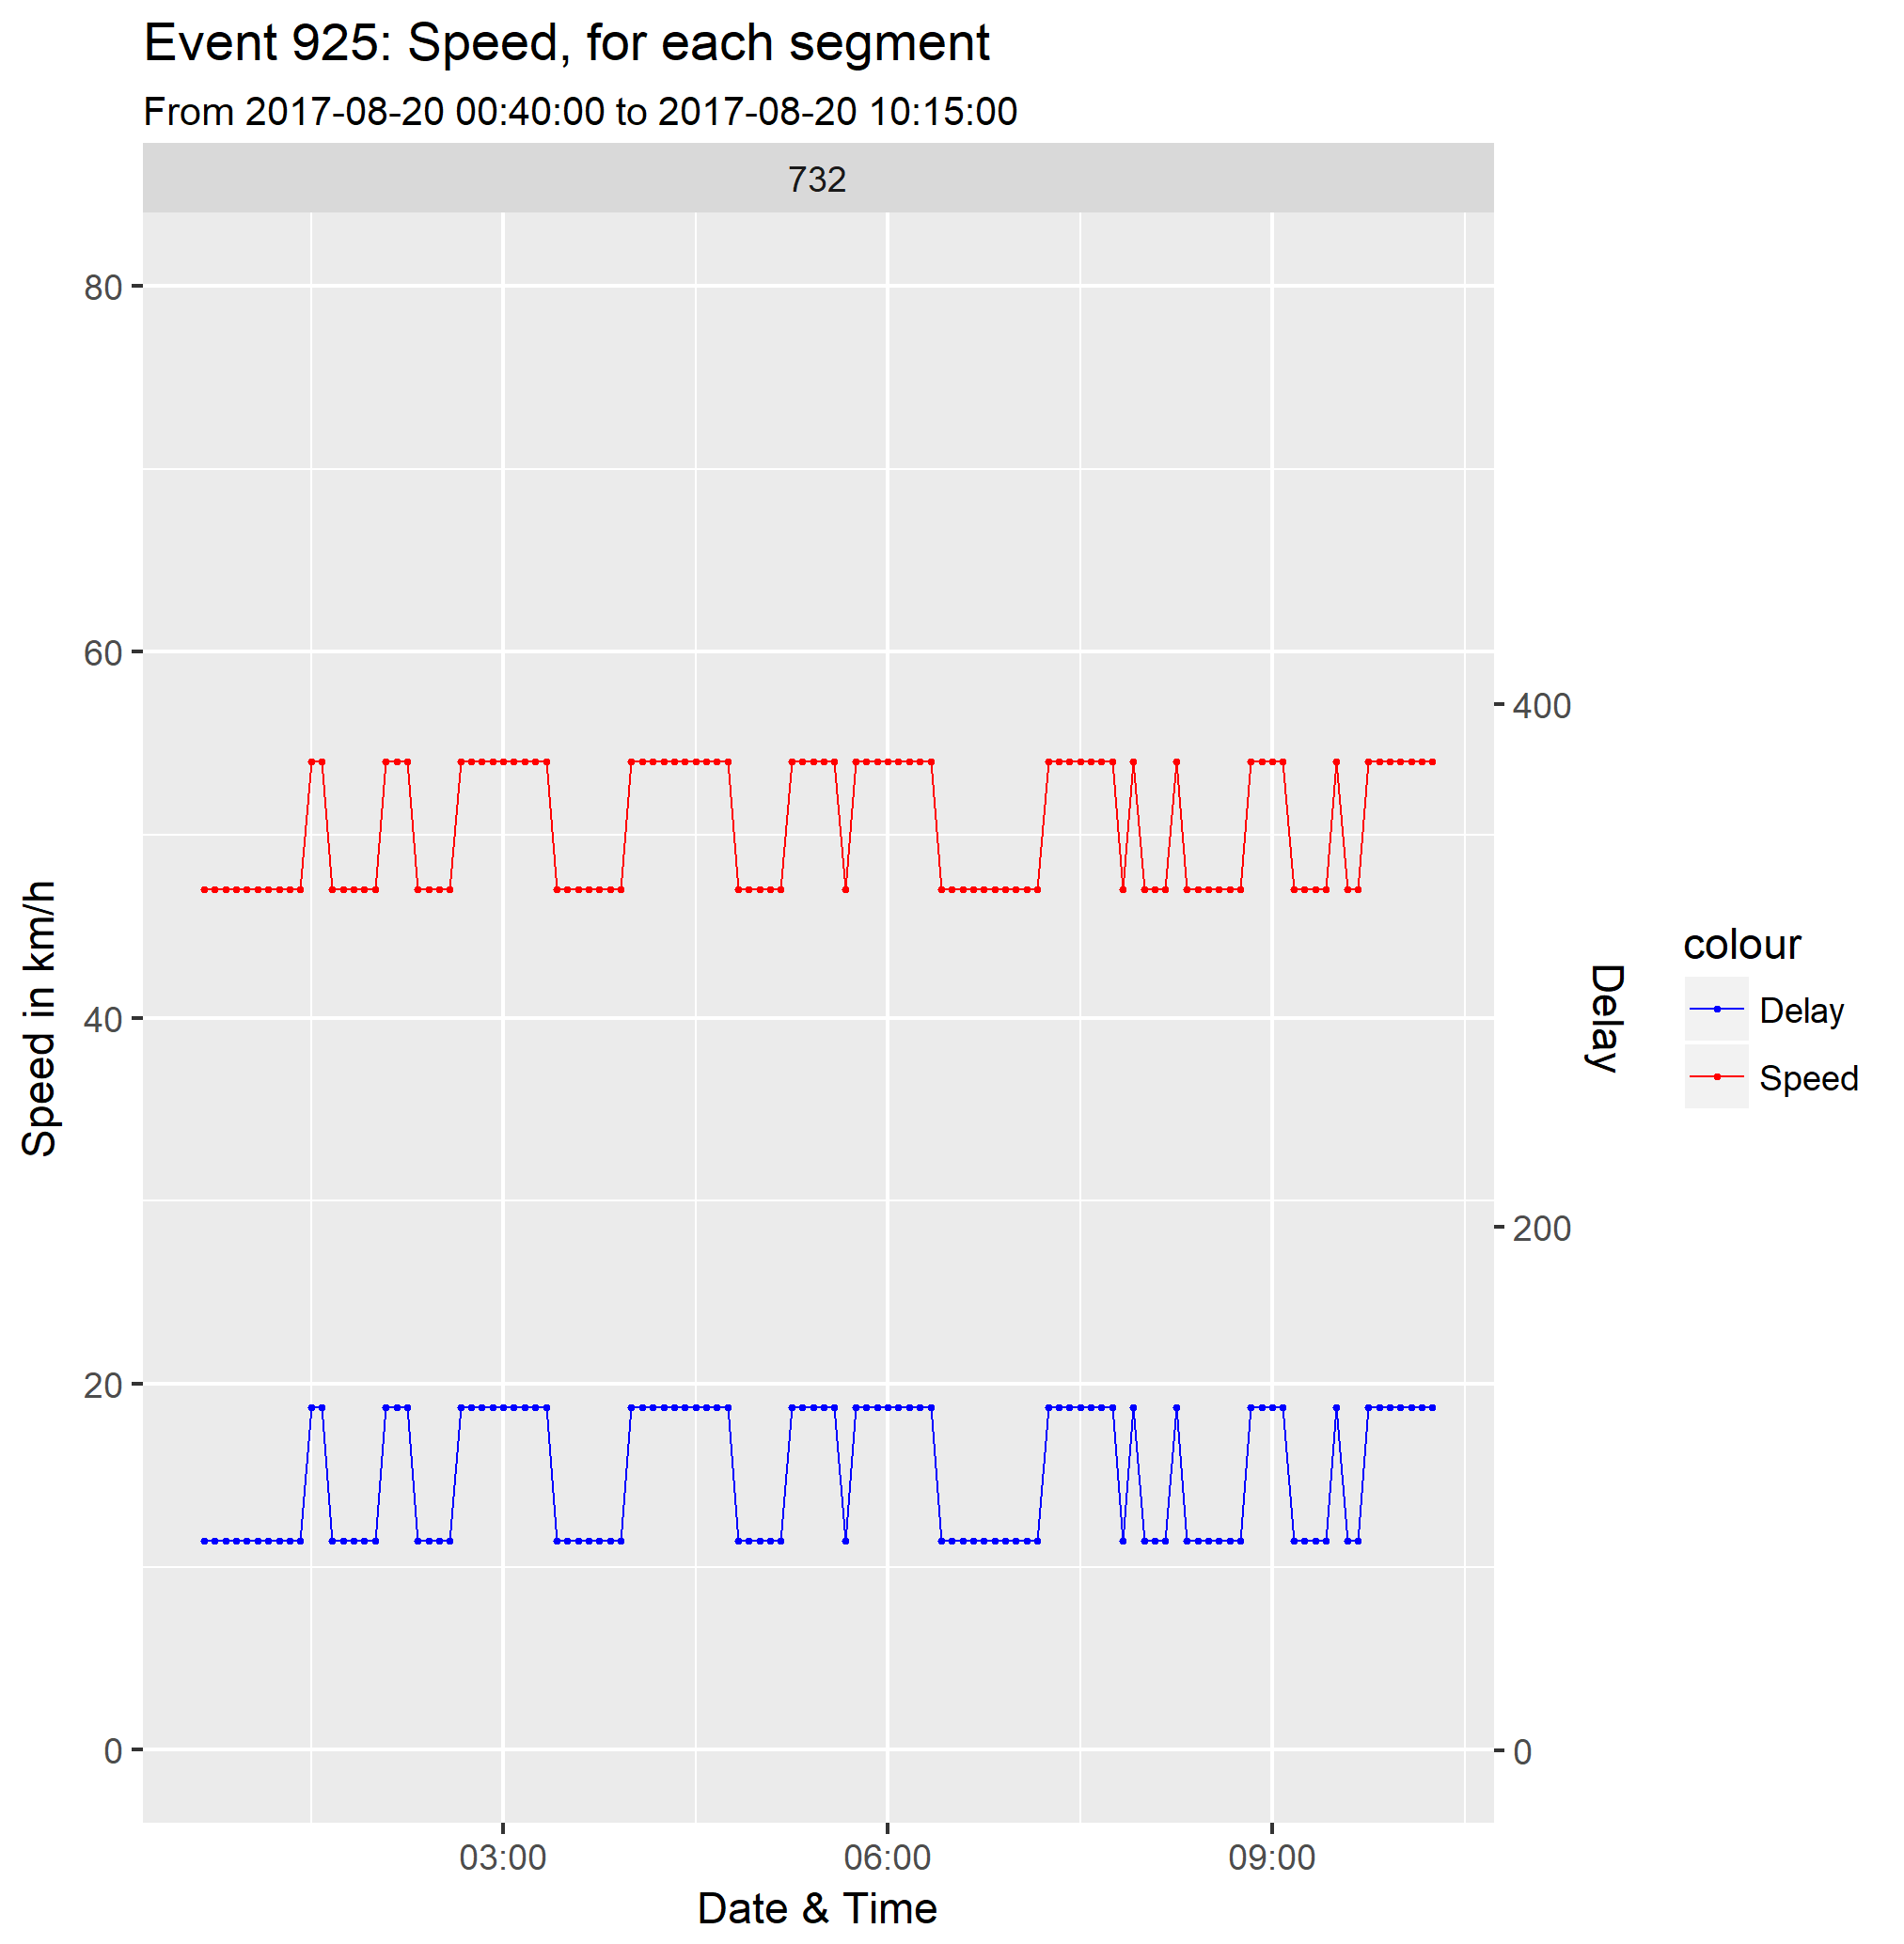 Event 925: Speed, for each segment
From 2017-08-20 00:40:00 to 2017-08-20 10:15:00
732
80
60
40
20
0
Speed in km/h
400
200
0
Delay
03:00
06:00
09:00
Date & Time
colour
Delay
Speed